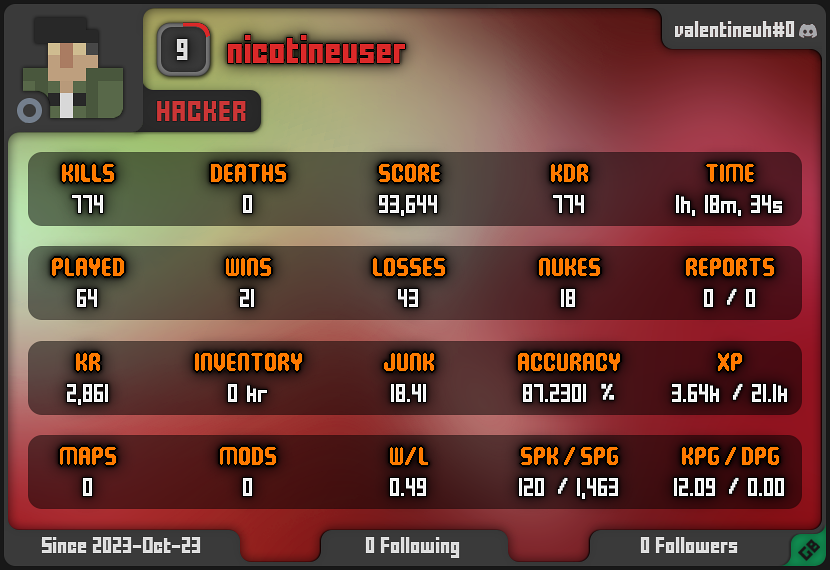 9 nicotineuser valentineuh#0
HACKER
KILLS DEATHS SCORE KDR TIME
774 0 93,644 774 1h, 18m, 34s
PLAYED WINS LOSSES NUKES REPORTS
64 21 43 18 0 / 0
KR INVENTORY JUNK ACCURACY XP
2,861 0 kr 18.41 87.2301 % 3.64k / 21.1k
MAPS MODS W/L SPK / SPG KPG / DPG
0 0 0.49 120 / 1,463 12.09 / 0.00
Since 2023-Oct-23 0 Following 0 Followers GB